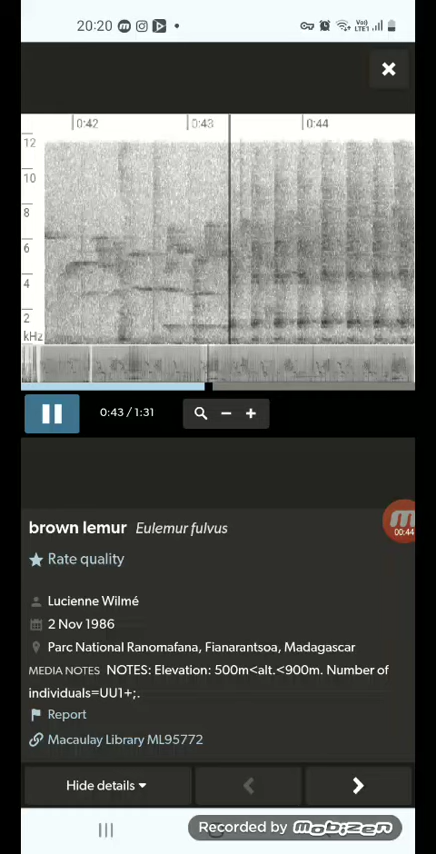 20:20
Vo))
LTE1
0:42
0:43
0:44
12
10
8
6
4
2
kHz
0:43 / 1:31
brown lemur Eulemur fulvus
00:44
Rate quality
Lucienne Wilmé
2 Nov 1986
Parc National Ranomafana, Fianarantsoa, Madagascar
MEDIA NOTES NOTES: Elevation: 500m<alt.<900m. Number of
individuals=UU1+;.
Report
Macaulay Library ML95772
Hide details
Recorded by mobizen